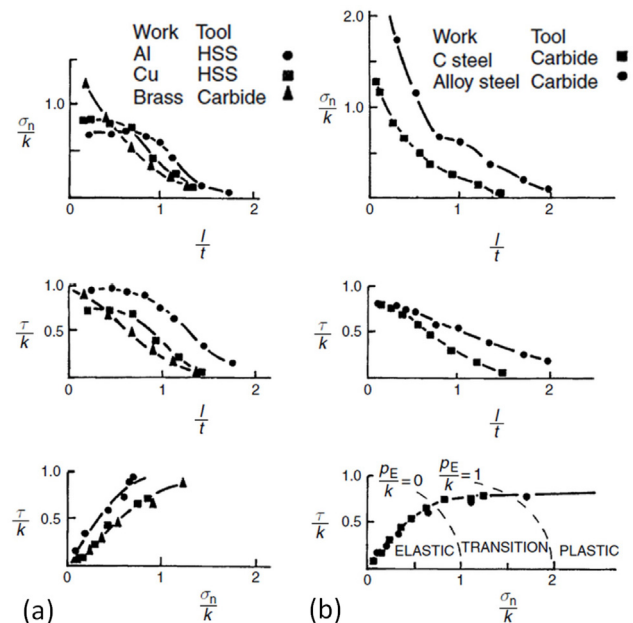 Work Tool
Al HSS
Cu HSS
Brass Carbide
σn/k
1.0
0 1 2
l/t
Work Tool
C steel Carbide
Alloy steel Carbide
2.0
σn/k
1.0
0 1 2
l/t
1.0
τ/k
0.5
0 1 2
l/t
1.0
τ/k
0.5
0 1 2
l/t
1.0
τ/k
0.5
0 1 2
σn/k
(a)
pE/k=0
pE/k=1
1.0
τ/k
0.5
ELASTIC TRANSITION PLASTIC
0 1 2
σn/k
(b)